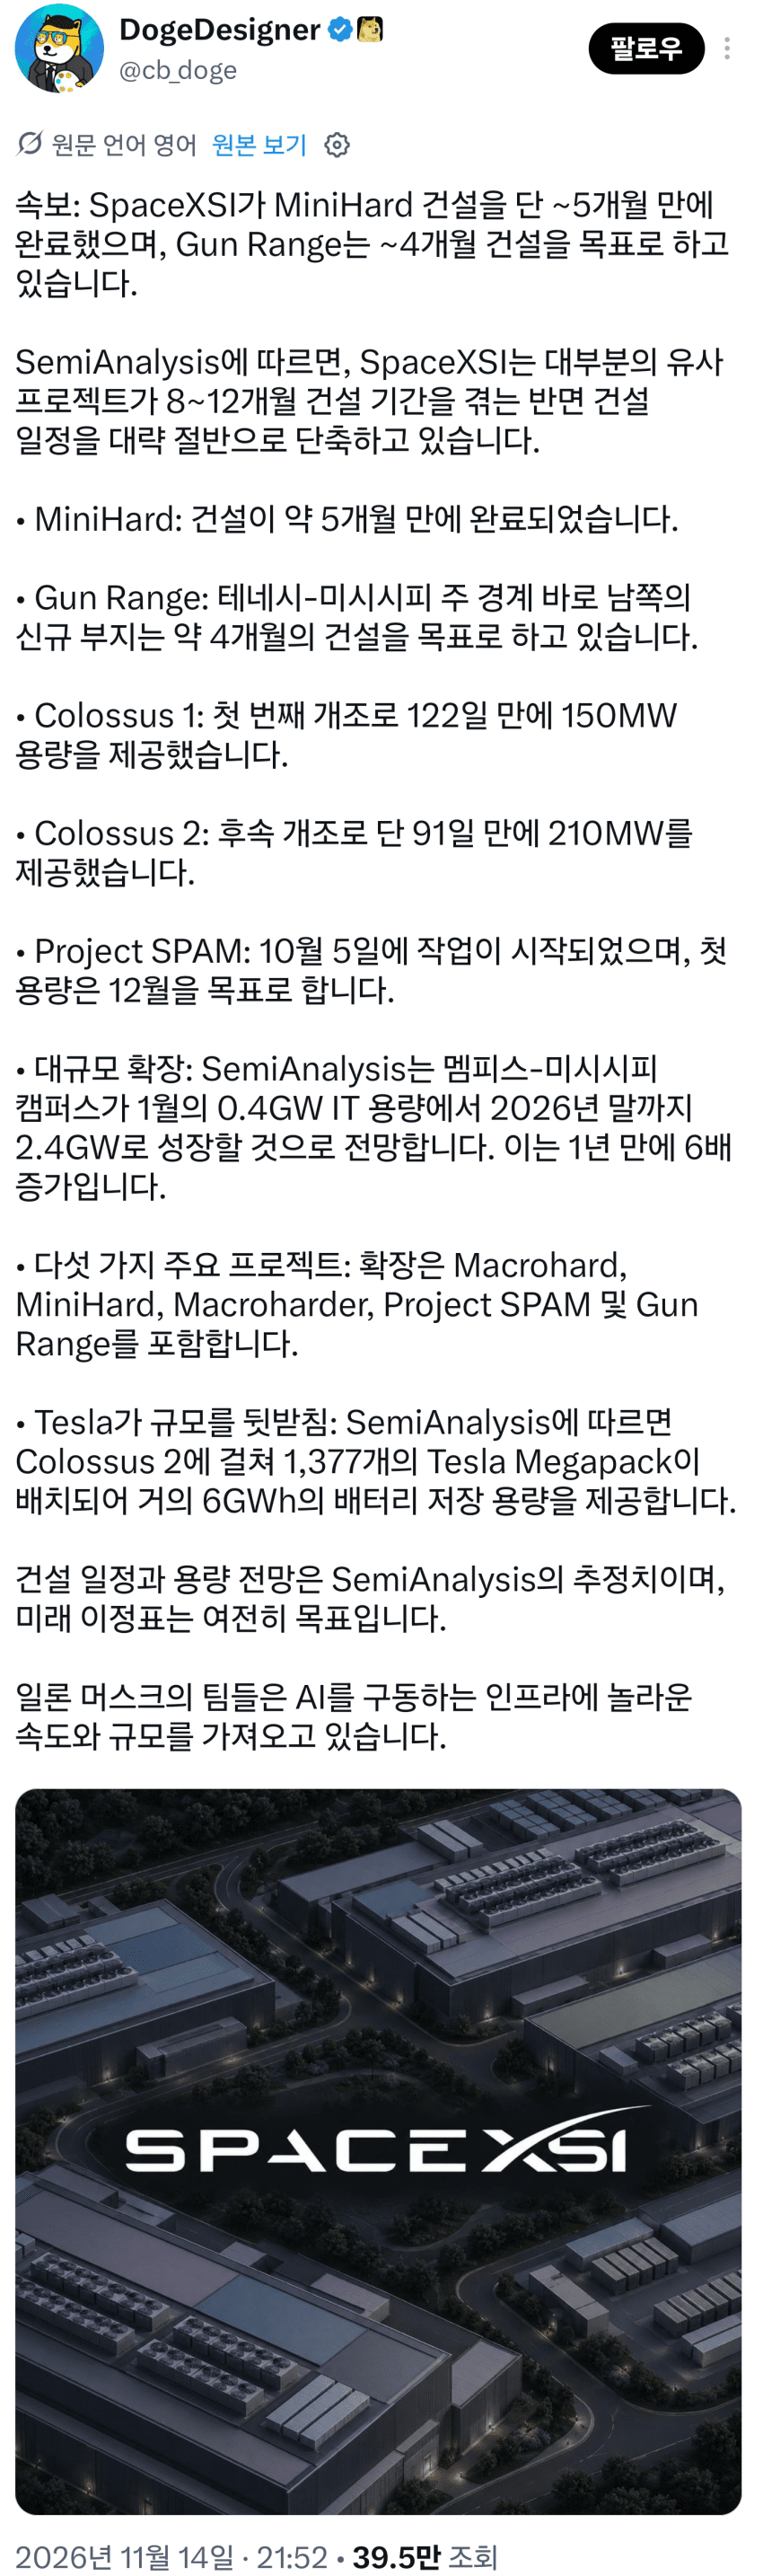 DogeDesigner
@cb_doge
팔로우
원문 언어 영어 원본 보기
속보: SpaceXSI가 MiniHard 건설을 단 ~5개월 만에
완료했으며, Gun Range는 ~4개월 건설을 목표로 하고
있습니다.
SemiAnalysis에 따르면, SpaceXSI는 대부분의 유사
프로젝트가 8~12개월 건설 기간을 겪는 반면 건설
일정을 대략 절반으로 단축하고 있습니다.
• MiniHard: 건설이 약 5개월 만에 완료되었습니다.
• Gun Range: 테네시-미시시피 주 경계 바로 남쪽의
신규 부지는 약 4개월의 건설을 목표로 하고 있습니다.
• Colossus 1: 첫 번째 개조로 122일 만에 150MW
용량을 제공했습니다.
• Colossus 2: 후속 개조로 단 91일 만에 210MW를
제공했습니다.
• Project SPAM: 10월 5일에 작업이 시작되었으며, 첫
용량은 12월을 목표로 합니다.
• 대규모 확장: SemiAnalysis는 멤피스-미시시피
캠퍼스가 1월의 0.4GW IT 용량에서 2026년 말까지
2.4GW로 성장할 것으로 전망합니다. 이는 1년 만에 6배
증가입니다.
• 다섯 가지 주요 프로젝트: 확장은 Macrohard,
MiniHard, Macroharder, Project SPAM 및 Gun
Range를 포함합니다.
• Tesla가 규모를 뒷받침: SemiAnalysis에 따르면
Colossus 2에 걸쳐 1,377개의 Tesla Megapack이
배치되어 거의 6GWh의 배터리 저장 용량을 제공합니다.
건설 일정과 용량 전망은 SemiAnalysis의 추정치이며,
미래 이정표는 여전히 목표입니다.
일론 머스크의 팀들은 AI를 구동하는 인프라에 놀라운
속도와 규모를 가져오고 있습니다.
SPACEXSI
2026년 11월 14일 · 21:52 • 39.5만 조회